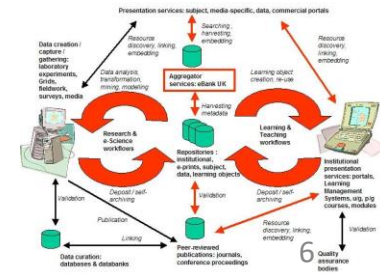 Presentation services: subject, media-specific, data, commercial portals
Resource
discovery, linking,
embedding
Searching,
harvesting,
embedding
Resource
discovery,
linking,
embedding
Data creation /
capture /
gathering:
laboratory
experiments,
Grids,
fieldwork,
surveys, media
Data analysis,
transformation,
mining, modeling
Aggregator
services: eBank UK
Learning object
creation, re-use
Harvesting
metadata
Research &
e-Science
workflows
Learning &
Teaching
workflows
Repositories :
institutional,
e-prints, subject,
data, learning objects
Institutional
presentation
services: portals,
Learning
Management
Systems, u/g, p/g
courses, modules
Deposit / self-
archiving
Deposit / self-
archiving
Validation
Publication
Validation
Resource
discovery, linking,
embedding
Validation
Linking
Data curation:
databases & databanks
Peer-reviewed
publications: journals,
conference proceedings
6
Quality
assurance
bodies